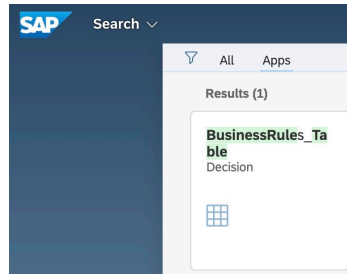 SAP
Search
All
Apps
Results (1)
BusinessRules_Ta
ble
Decision